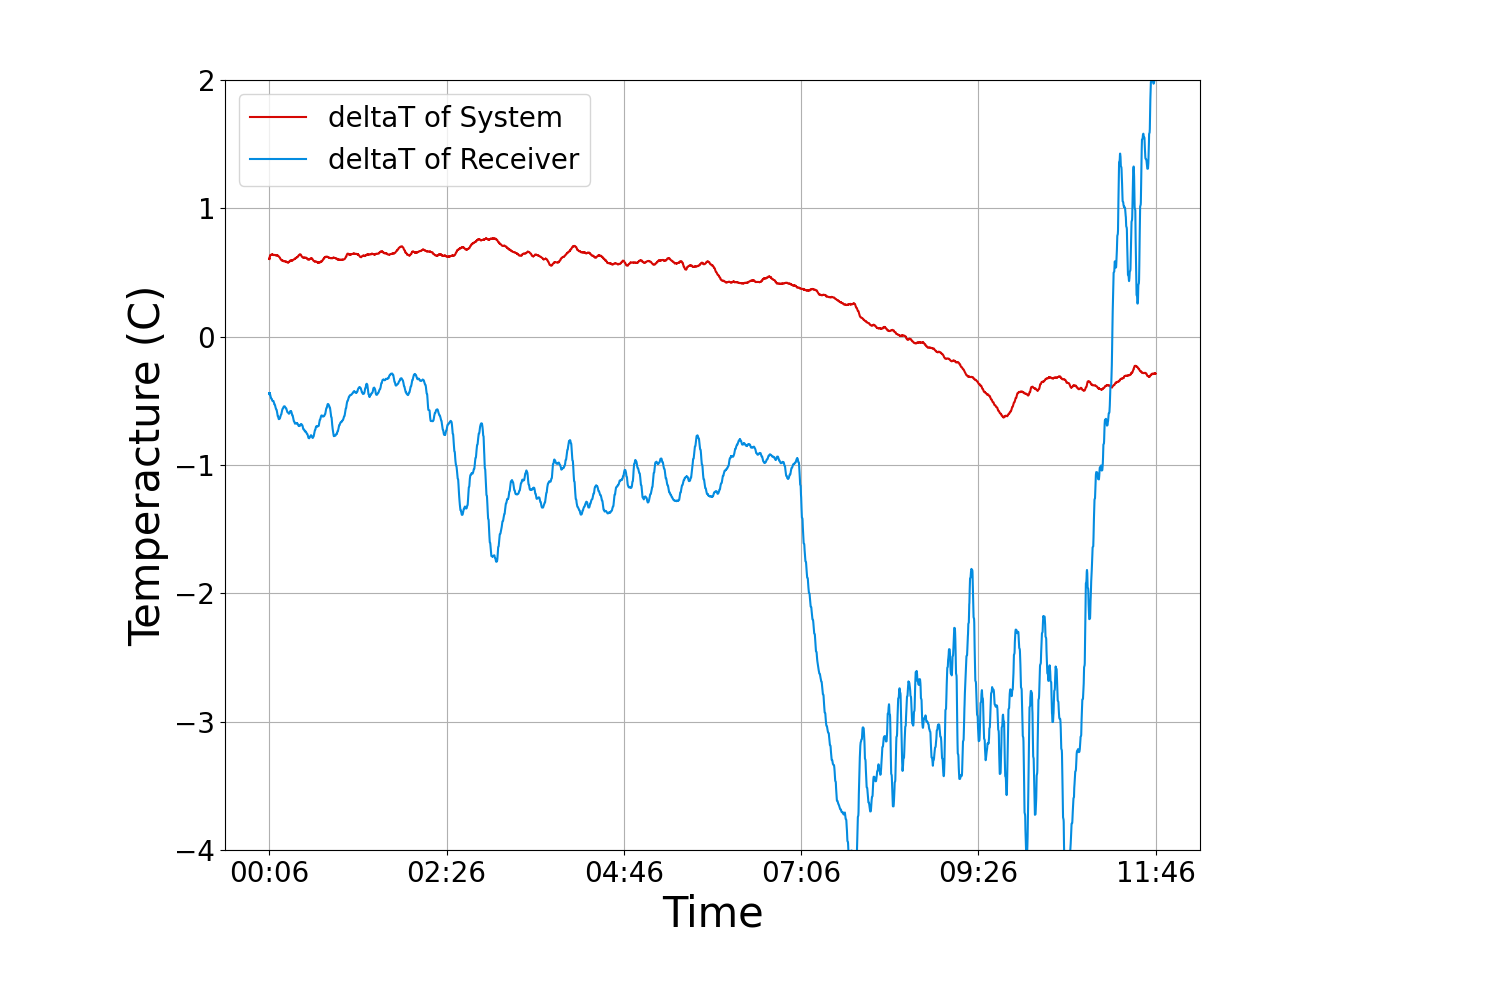 2
1
0
−1
−2
−3
−4
Temperacture (C)
deltaT of System
deltaT of Receiver
00:06 02:26 04:46 07:06 09:26 11:46
Time